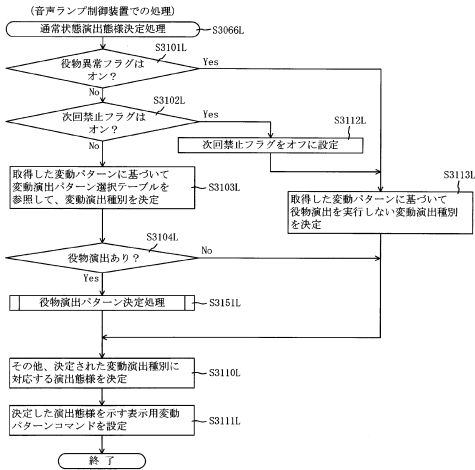 (音声ランプ制御装置での処理)
通常状態演出態様決定処理
S3066L
S3101L
役物異常フラグは
オン?
Yes
No
S3102L
次回禁止フラグは
オン?
Yes
No
S3112L
次回禁止フラグをオフに設定
取得した変動パターンに基づいて
変動演出パターン選択テーブルを
参照して、変動演出種別を決定
S3103L
S3113L
取得した変動パターンに基づいて
役物演出を実行しない変動演出種別
を決定
S3104L
役物演出あり?
No
Yes
役物演出パターン決定処理
S3151L
その他、決定された変動演出種別に
対応する演出態様を決定
S3110L
決定した演出態様を示す表示用変動
パターンコマンドを設定
S3111L
終了